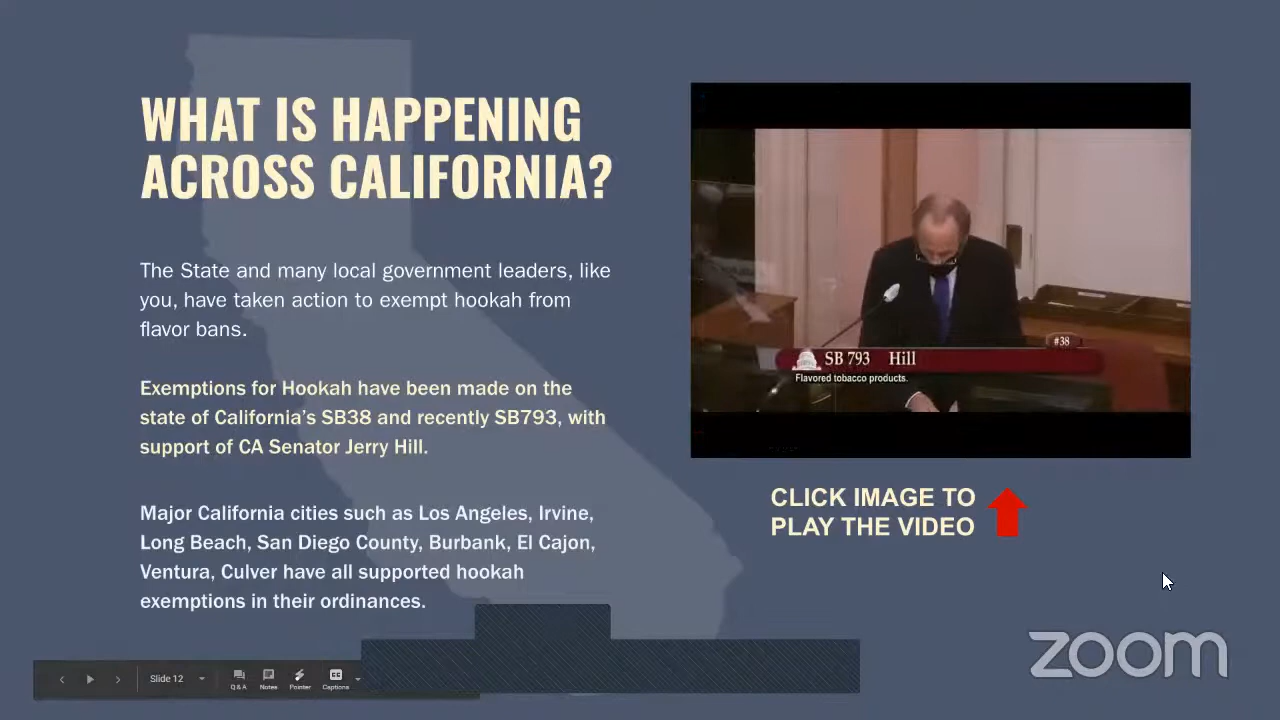 WHAT IS HAPPENING
ACROSS CALIFORNIA?
The State and many local government leaders, like
you, have taken action to exempt hookah from
flavor bans.
Exemptions for Hookah have been made on the
state of California's SB38 and recently SB793, with
support of CA Senator Jerry Hill.
Major California cities such as Los Angeles, Irvine,
Long Beach, San Diego County, Burbank, El Cajon,
Ventura, Culver have all supported hookah
exemptions in their ordinances.
#38
SB 793 Hill
Flavored tobacco products.
CLICK IMAGE TO
PLAY THE VIDEO
Slide 12
Q & A Notes Pointer Captions
CC
zoom